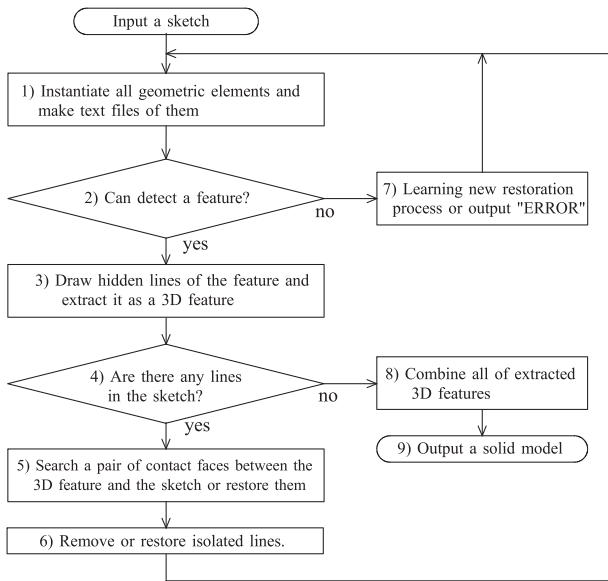 Input a sketch
1) Instantiate all geometric elements and
make text files of them
2) Can detect a feature?
no
7) Learning new restoration
process or output "ERROR"
yes
3) Draw hidden lines of the feature and
extract it as a 3D feature
4) Are there any lines
in the sketch?
no
8) Combine all of extracted
3D features
yes
9) Output a solid model
5) Search a pair of contact faces between the
3D feature and the sketch or restore them
6) Remove or restore isolated lines.